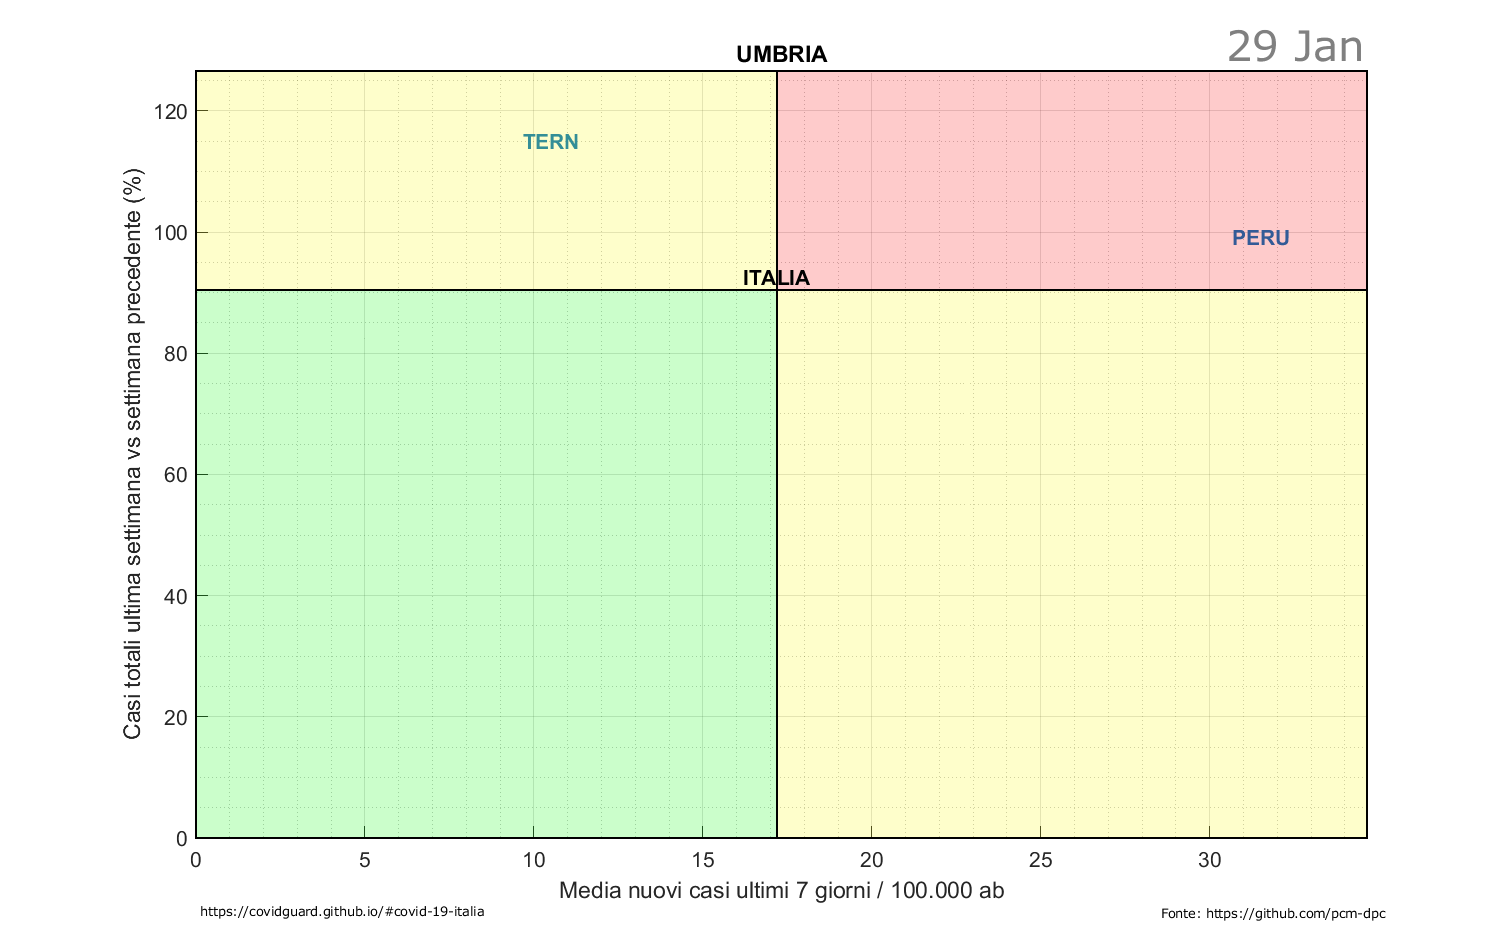 29 Jan
UMBRIA
120
TERN
Casi totali ultima settimana vs settimana precedente (%)
100
PERU
ITALIA
80
60
40
20
0
0 5 10 15 20 25 30
Media nuovi casi ultimi 7 giorni / 100.000 ab
https://covidguard.github.io/#covid-19-italia
Fonte: https://github.com/pcm-dpc